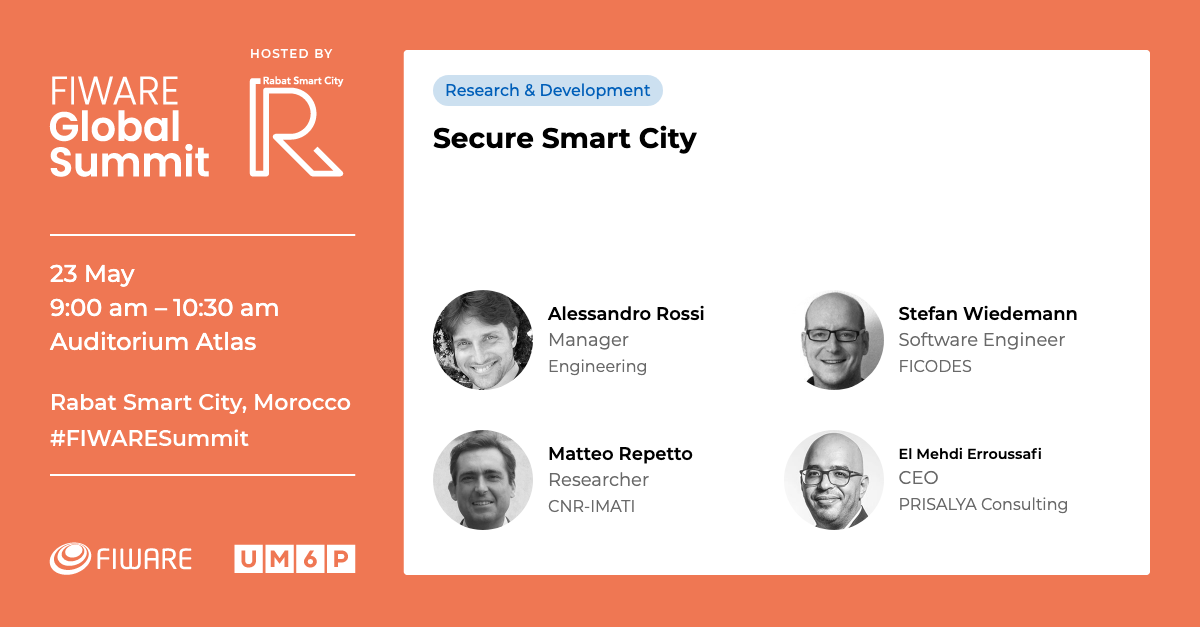 HOSTED BY
FIWARE
Global
Summit
Rabat Smart City
R
23 May
9:00 am – 10:30 am
Auditorium Atlas
Rabat Smart City, Morocco
#FIWARESummit
FIWARE
UM6P
Research & Development
Secure Smart City
Alessandro Rossi
Manager
Engineering
Stefan Wiedemann
Software Engineer
FICODES
Matteo Repetto
Researcher
CNR-IMATI
El Mehdi Erroussafi
CEO
PRISALYA Consulting